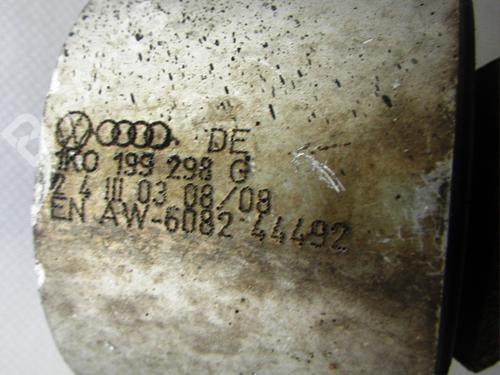 DE
1K0 199 298 G
2 4 III 03 08/08
EN AW-6082 44492